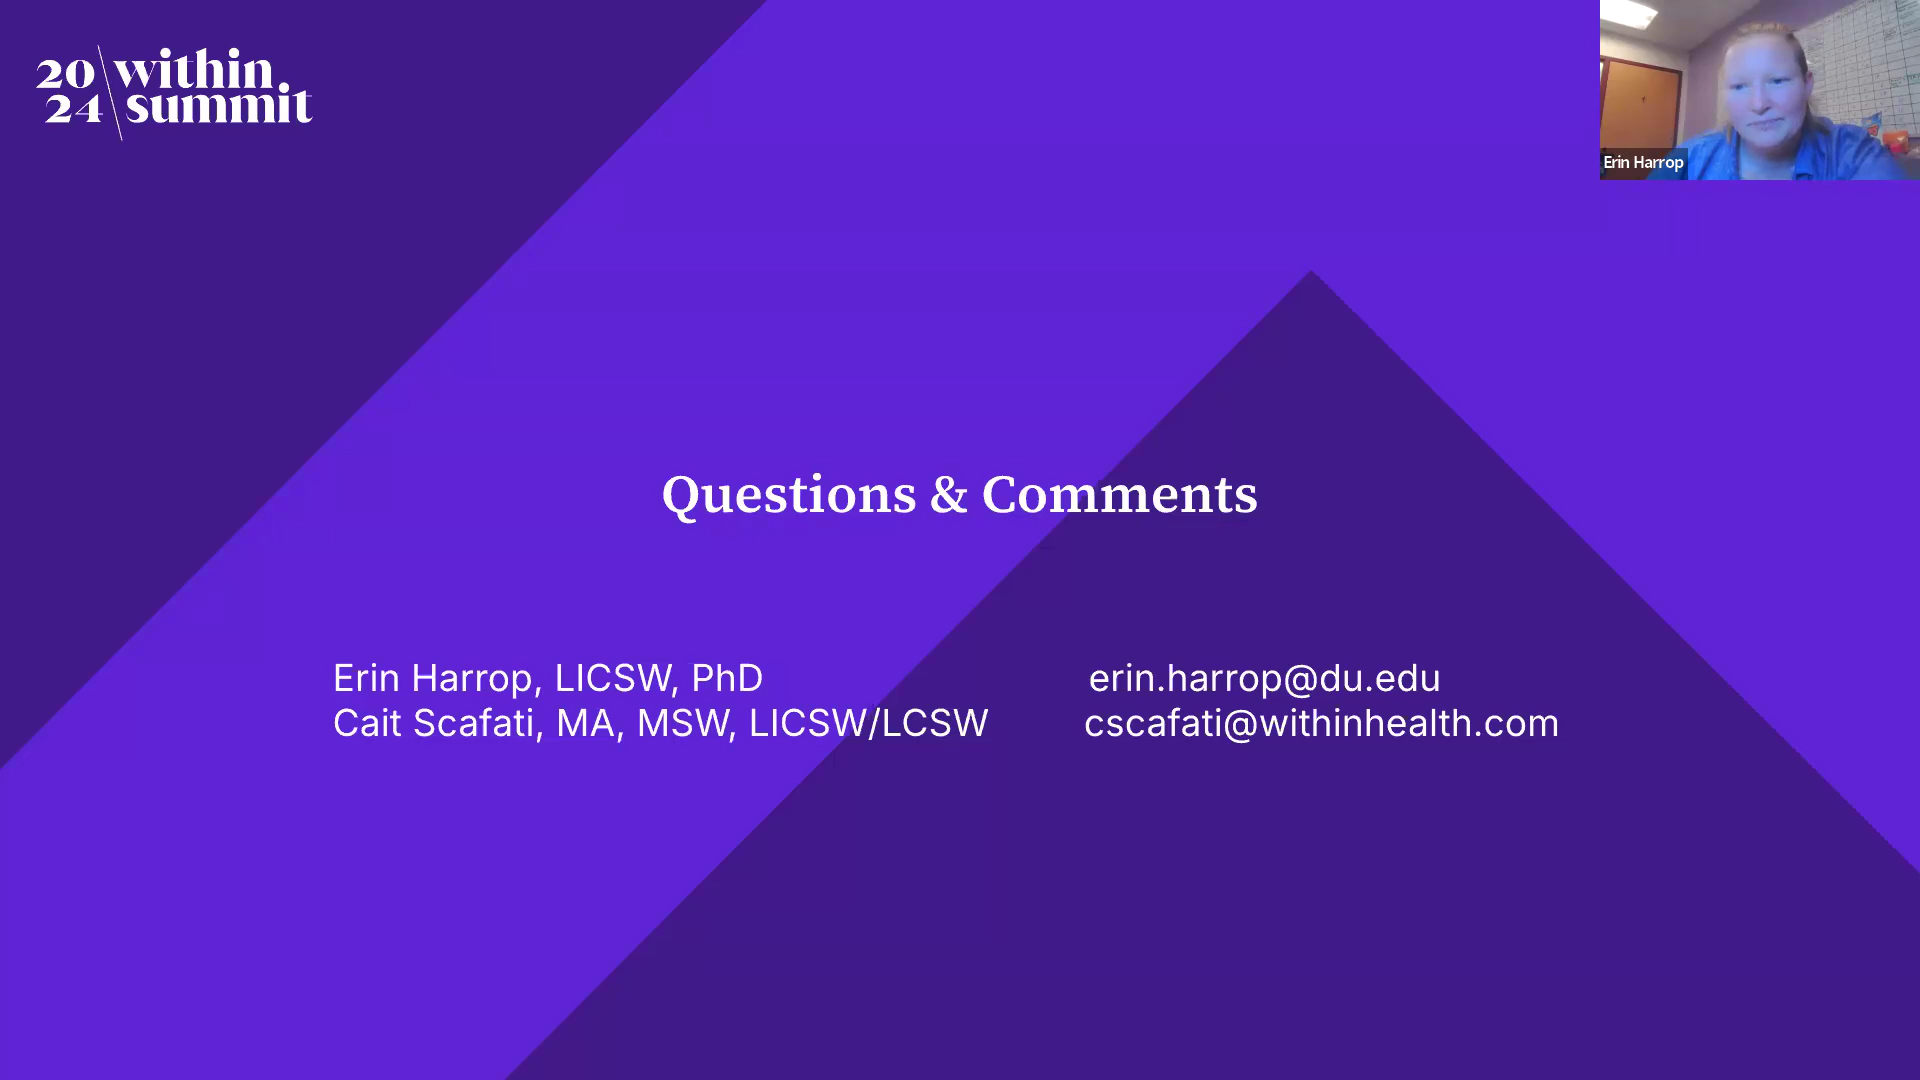 20 within
24 summit
Erin Harrop
Questions & Comments
Erin Harrop, LICSW, PhD erin.harrop@du.edu
Cait Scafati, MA, MSW, LICSW/LCSW cscafati@withinhealth.com